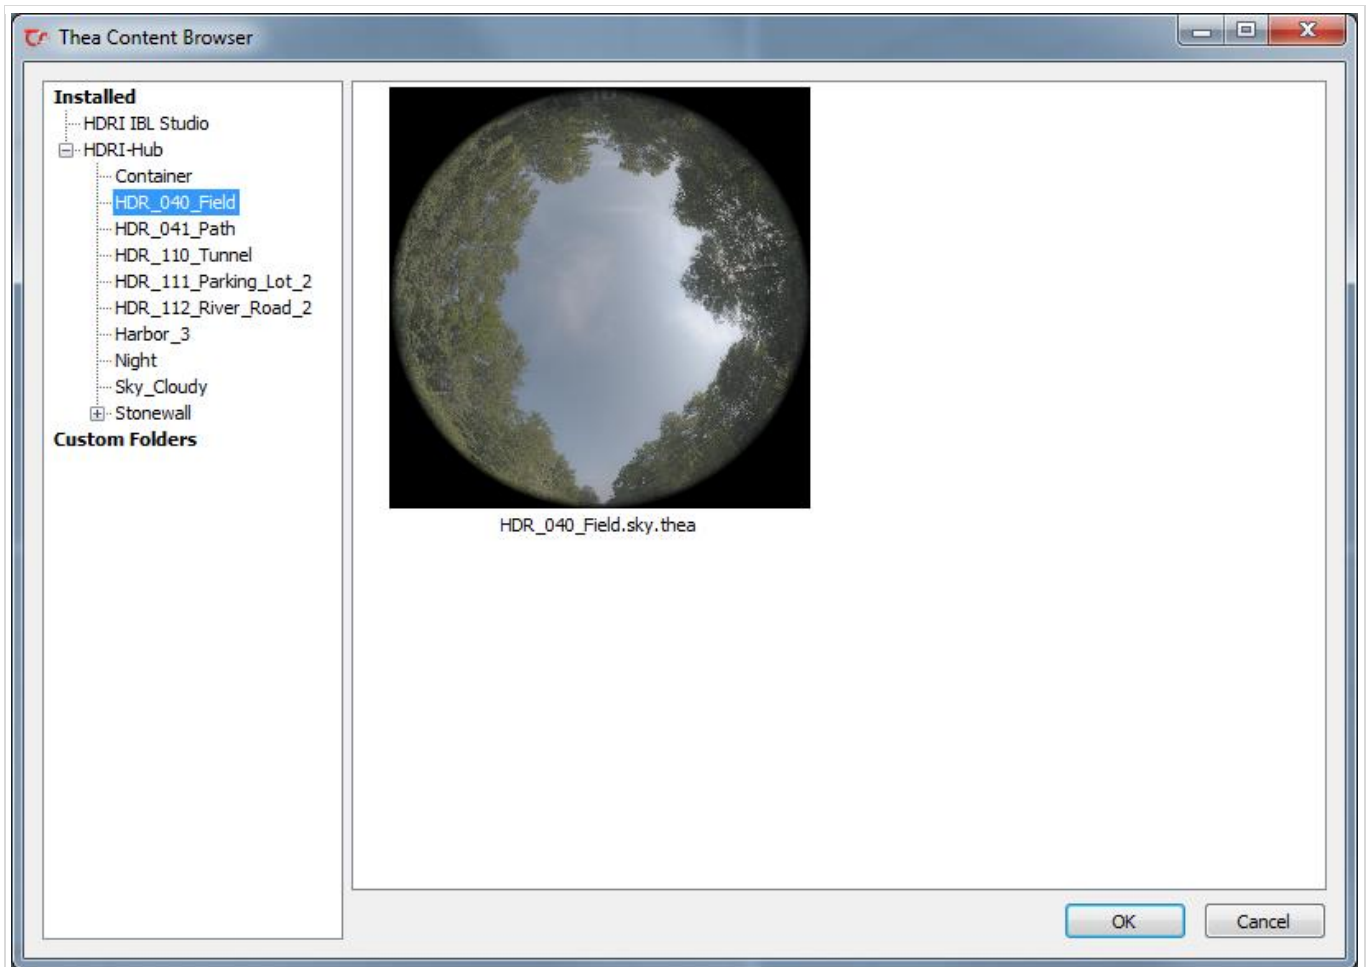 Thea Content Browser
Installed
HDRI IBL Studio
HDRI-Hub
Container
HDR_040_Field
HDR_041_Path
HDR_110_Tunnel
HDR_111_Parking_Lot_2
HDR_112_River_Road_2
Harbor_3
Night
Sky_Cloudy
Stonewall
Custom Folders
HDR_040_Field.sky.thea
OK
Cancel